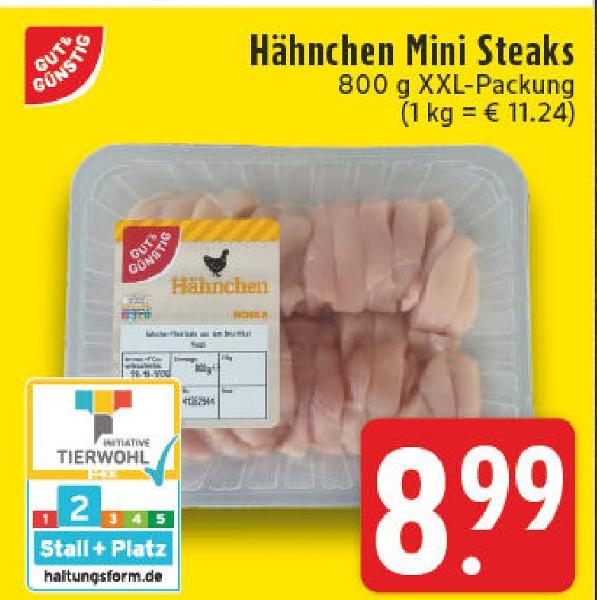 GUT&
GÜNSTIG
Hähnchen Mini Steaks
800 g XXL-Packung
(1 kg = € 11.24)
GUT&
GÜNSTIG
Hähnchen
800g
INITIATIVE
TIERWOHL
1 2 3 4 5
Stall + Platz
haltungsform.de
8.99